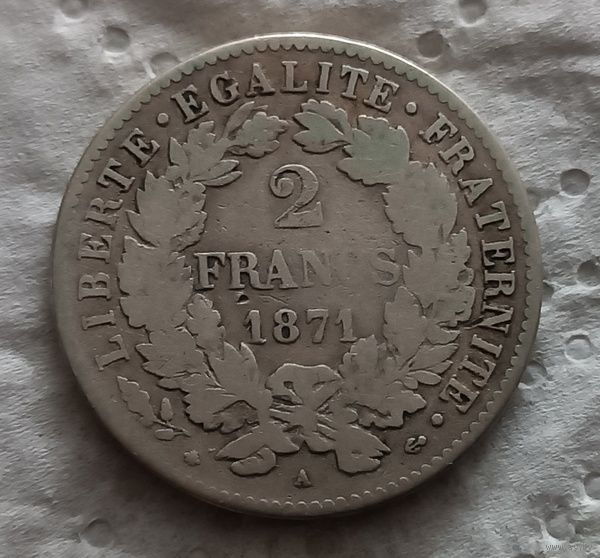 LIBERTE · EGALITE · FRATERNITE ·
2
FRANCS
1871
A